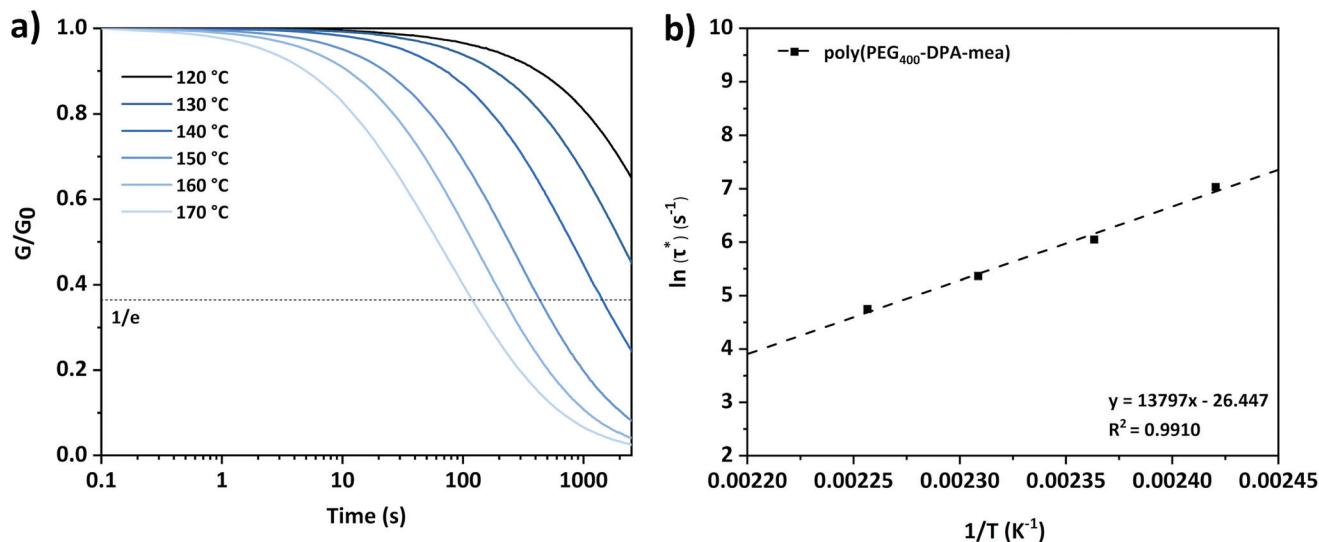 a)
1.0
0.8
0.6
0.4
0.2
0.0
G/G0
120 °C
130 °C
140 °C
150 °C
160 °C
170 °C
1/e
0.1
1
10
100
1000
Time (s)
b)
10
9
8
7
6
5
4
3
2
ln (τ*) (s⁻¹)
poly(PEG₄₀₀-DPA-mea)
y = 13797x - 26.447
R² = 0.9910
0.00220
0.00225
0.00230
0.00235
0.00240
0.00245
1/T (K⁻¹)